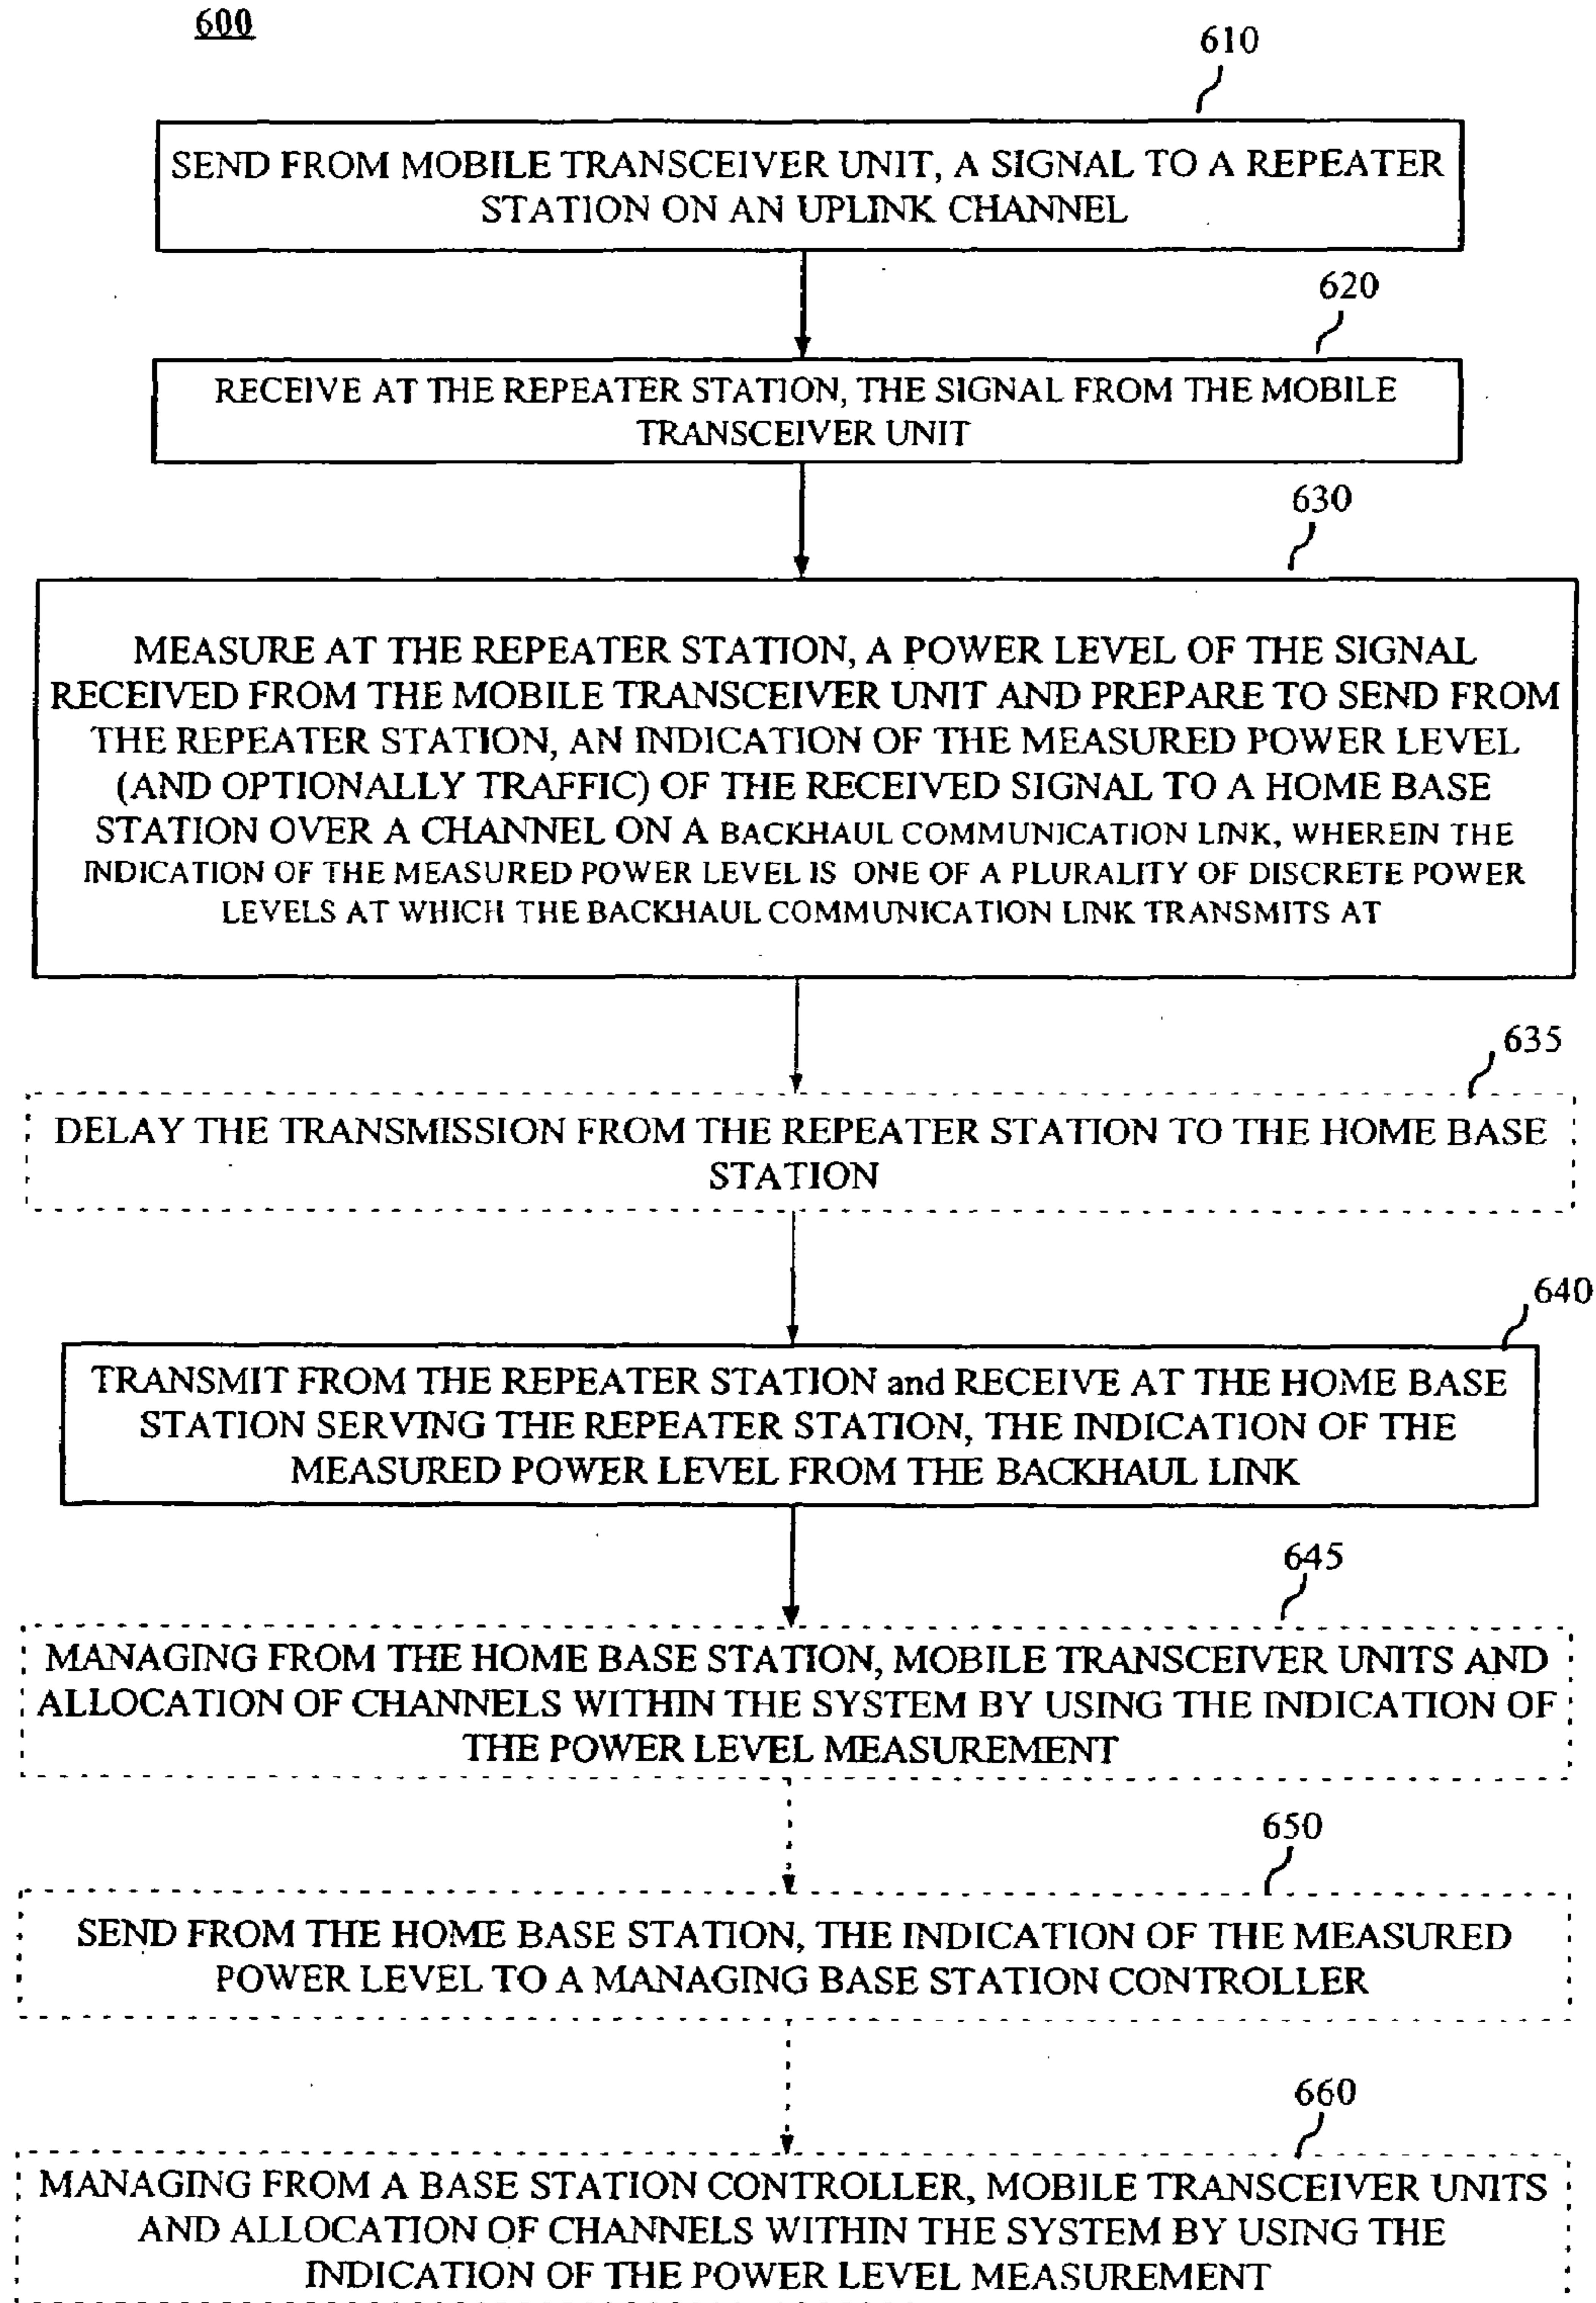 600
610
SEND FROM MOBILE TRANSCEIVER UNIT, A SIGNAL TO A REPEATER
STATION ON AN UPLINK CHANNEL
620
RECEIVE AT THE REPEATER STATION, THE SIGNAL FROM THE MOBILE
TRANSCEIVER UNIT
630
MEASURE AT THE REPEATER STATION, A POWER LEVEL OF THE SIGNAL
RECEIVED FROM THE MOBILE TRANSCEIVER UNIT AND PREPARE TO SEND FROM
THE REPEATER STATION, AN INDICATION OF THE MEASURED POWER LEVEL
(AND OPTIONALLY TRAFFIC) OF THE RECEIVED SIGNAL TO A HOME BASE
STATION OVER A CHANNEL ON A BACKHAUL COMMUNICATION LINK, WHEREIN THE
INDICATION OF THE MEASURED POWER LEVEL IS ONE OF A PLURALITY OF DISCRETE POWER
LEVELS AT WHICH THE BACKHAUL COMMUNICATION LINK TRANSMITS AT
635
DELAY THE TRANSMISSION FROM THE REPEATER STATION TO THE HOME BASE
STATION
640
TRANSMIT FROM THE REPEATER STATION and RECEIVE AT THE HOME BASE
STATION SERVING THE REPEATER STATION, THE INDICATION OF THE
MEASURED POWER LEVEL FROM THE BACKHAUL LINK
645
MANAGING FROM THE HOME BASE STATION, MOBILE TRANSCEIVER UNITS AND
ALLOCATION OF CHANNELS WITHIN THE SYSTEM BY USING THE INDICATION OF
THE POWER LEVEL MEASUREMENT
650
SEND FROM THE HOME BASE STATION, THE INDICATION OF THE MEASURED
POWER LEVEL TO A MANAGING BASE STATION CONTROLLER
660
MANAGING FROM A BASE STATION CONTROLLER, MOBILE TRANSCEIVER UNITS
AND ALLOCATION OF CHANNELS WITHIN THE SYSTEM BY USING THE
INDICATION OF THE POWER LEVEL MEASUREMENT